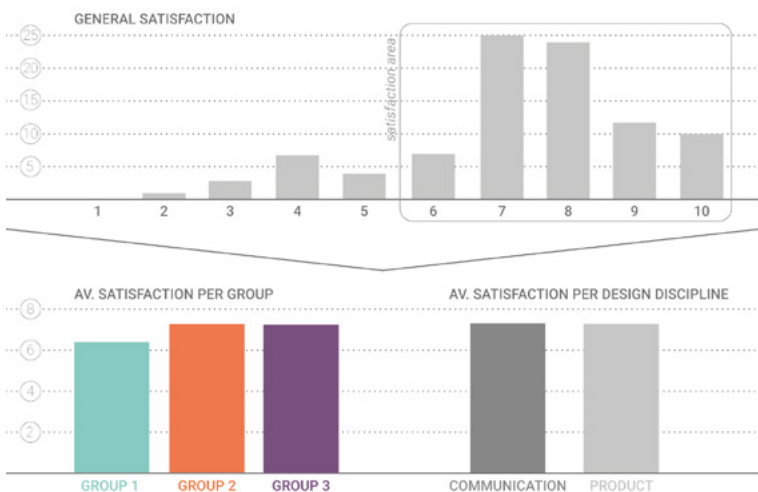 GENERAL SATISFACTION
25
20
15
10
5
satisfaction area
1 2 3 4 5 6 7 8 9 10
AV. SATISFACTION PER GROUP
AV. SATISFACTION PER DESIGN DISCIPLINE
8
6
4
2
GROUP 1 GROUP 2 GROUP 3
COMMUNICATION PRODUCT